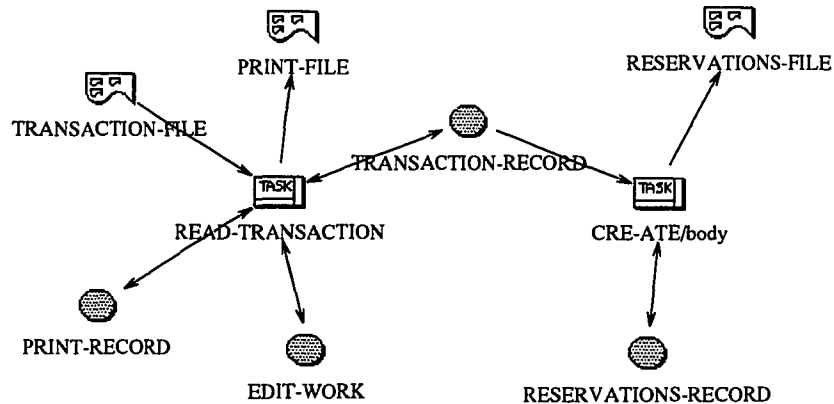 PRINT-FILE
RESERVATIONS-FILE
TRANSACTION-FILE
TRANSACTION-RECORD
TASK
TASK
READ-TRANSACTION
CRE-ATE/body
PRINT-RECORD
EDIT-WORK
RESERVATIONS-RECORD